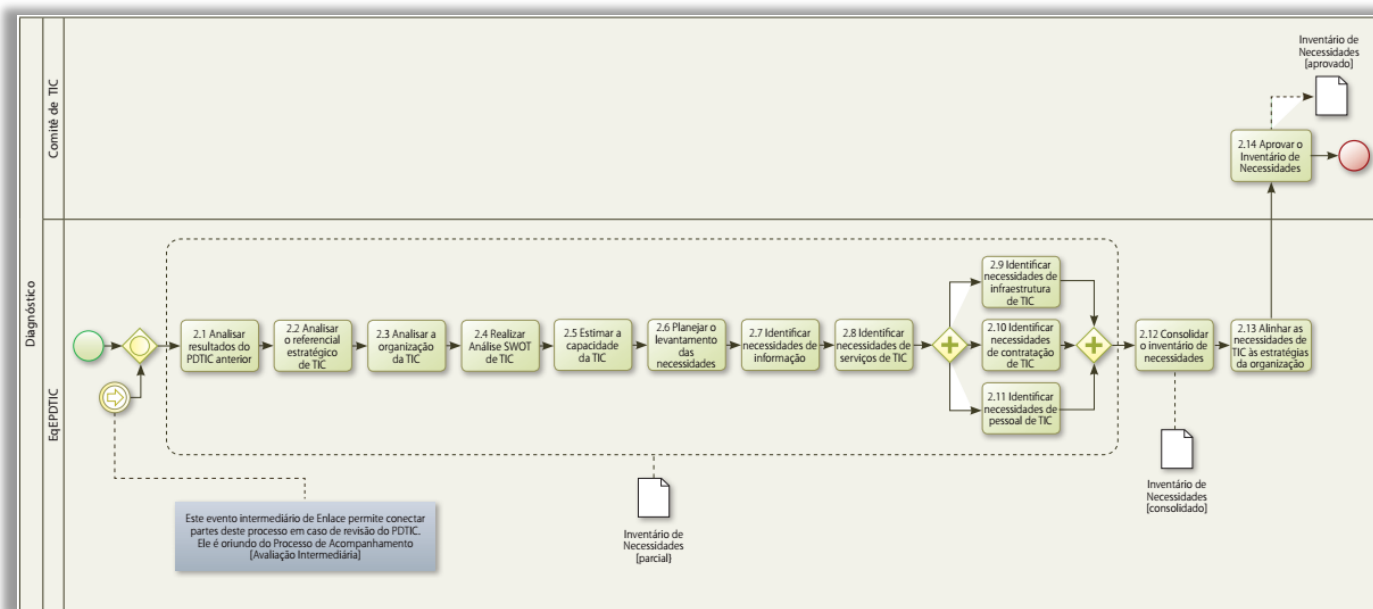 Diagnóstico
Comitê de TIC
Inventário de
Necessidades
[aprovado]
2.14 Aprovar o
Inventário de
Necessidades
EqEPDTIC
2.1 Analisar
resultados do
PDTIC anterior
2.2 Analisar
o referencial
estratégico
de TIC
2.3 Analisar a
organização
da TIC
2.4 Realizar
Análise SWOT
de TIC
2.5 Estimar a
capacidade
da TIC
2.6 Planejar o
levantamento
das
necessidades
2.7 Identificar
necessidades
de informação
2.8 Identificar
necessidades de
serviços de TIC
2.9 Identificar
necessidades de
infraestrutura
de TIC
2.10 Identificar
necessidades
de contratação
de TIC
2.11 Identificar
necessidades de
pessoal de TIC
2.12 Consolidar
o inventário de
necessidades
2.13 Alinhar as
necessidades de
TIC às estratégias
da organização
Este evento intermediário de Enlace permite conectar
partes deste processo em caso de revisão do PDTIC.
Ele é oriundo do Processo de Acompanhamento
[Avaliação Intermediária]
Inventário de
Necessidades
[parcial}
Inventário de
Necessidades
[consolidado]